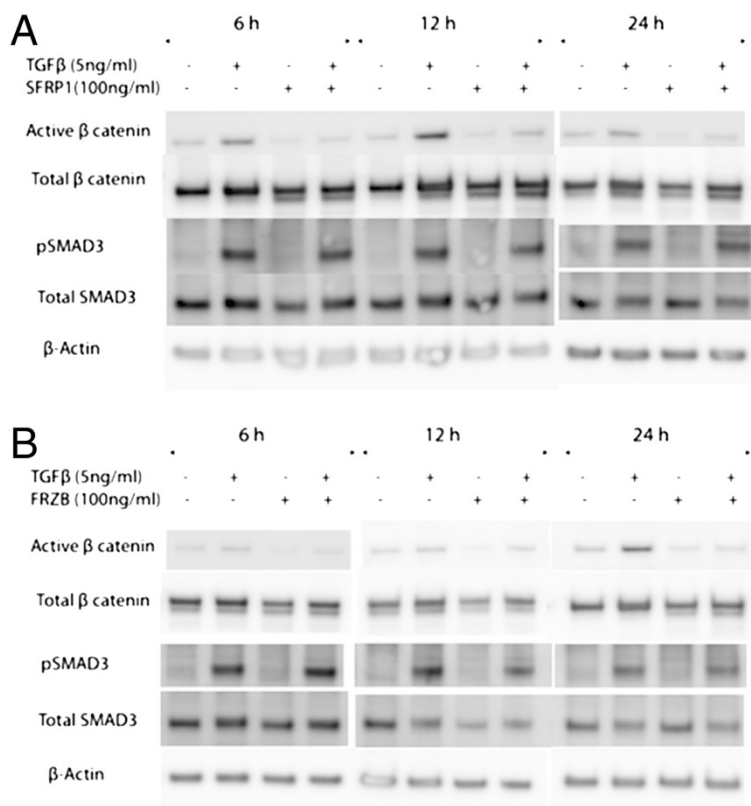 A
6 h 12 h 24 h
TGFβ (5ng/ml) - + - + - + - + - + - +
SFRP1(100ng/ml) - - + + - - + + - - + +
Active β catenin
Total β catenin
pSMAD3
Total SMAD3
β-Actin
B
6 h 12 h 24 h
TGFβ (5ng/ml) - + - + - + - + - + - +
FRZB (100ng/ml) - - + + - - + + - - + +
Active β catenin
Total β catenin
pSMAD3
Total SMAD3
β-Actin